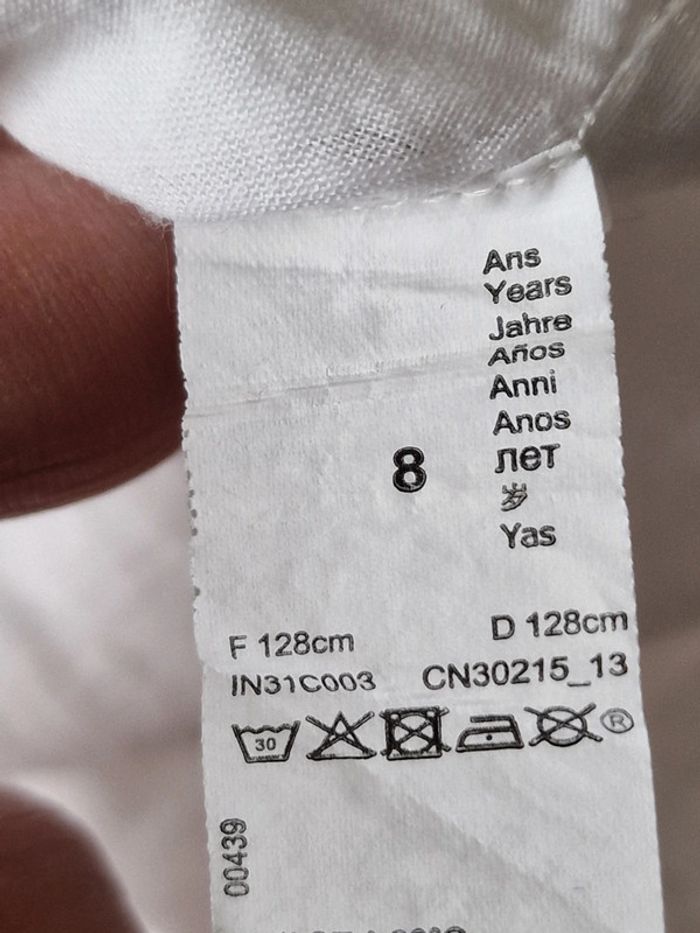 Ans
Years
Jahre
Años
Anni
Anos
8
лет
岁
Yas
F 128cm D 128cm
IN31C003 CN30215_13
30 ®
00439